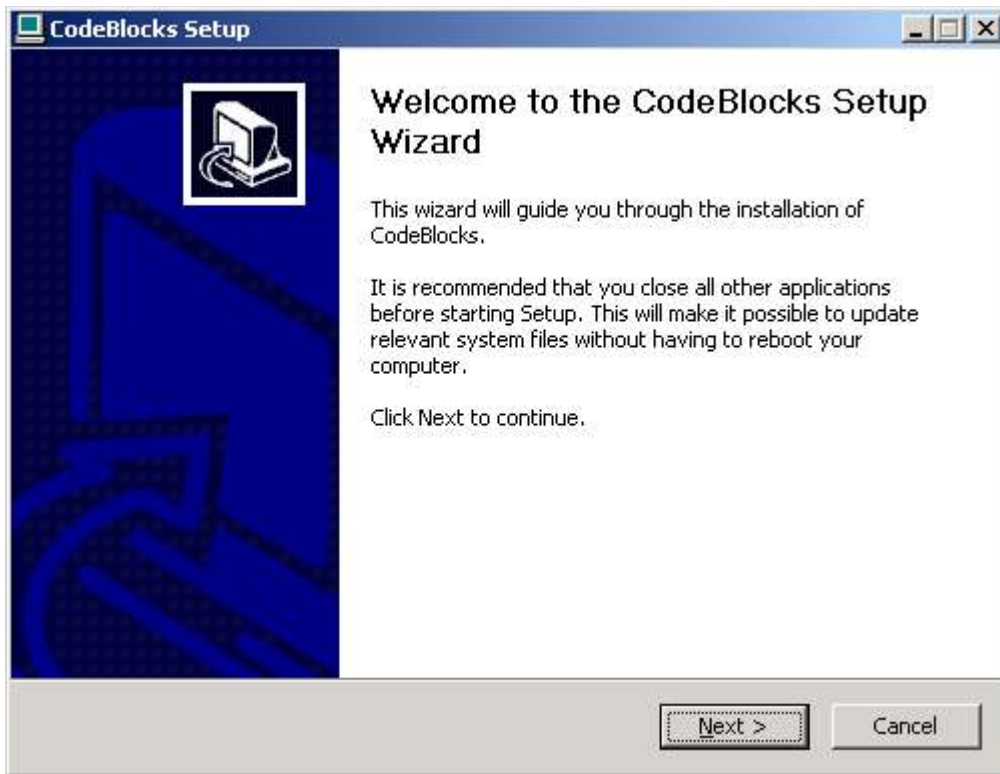 CodeBlocks Setup
Welcome to the CodeBlocks Setup
Wizard
This wizard will guide you through the installation of
CodeBlocks.
It is recommended that you close all other applications
before starting Setup. This will make it possible to update
relevant system files without having to reboot your
computer.
Click Next to continue.
Next >
Cancel